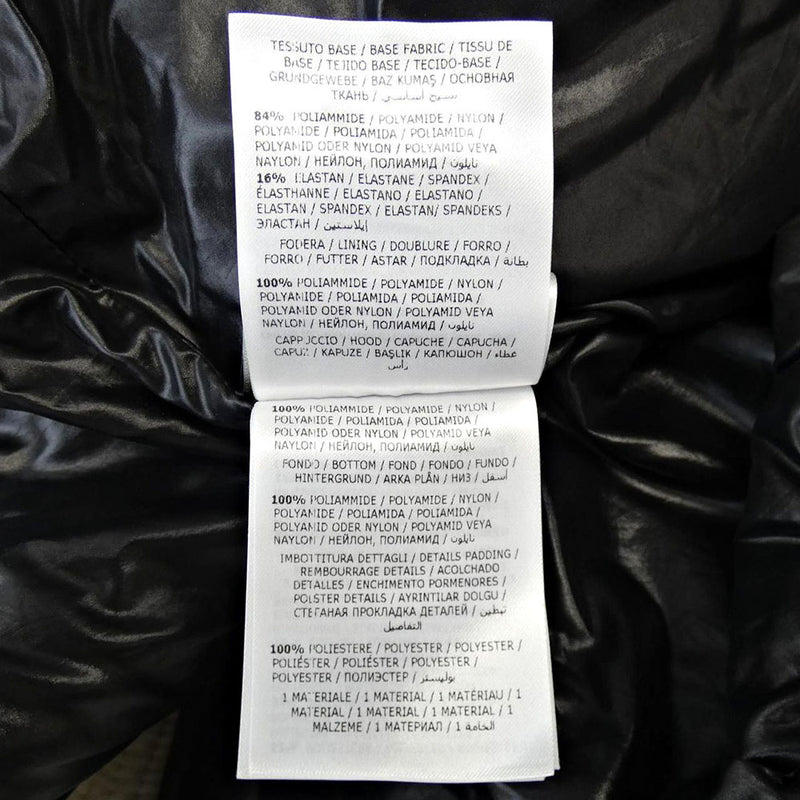 TESSUTO BASE / BASE FABRIC / TISSU DE
BASE / TEJIDO BASE / TECIDO-BASE /
GRUNDGEWEBE / BAZ KUMAŞ / ОСНОВНАЯ
ТКАНЬ / نسيج أساسي
84% POLIAMMIDE / POLYAMIDE / NYLON /
POLYAMIDE / POLIAMIDA / POLIAMIDA /
POLYAMID ODER NYLON / POLYAMID VEYA
NAYLON / НЕЙЛОН, ПОЛИАМИД / نايلون
16% ELASTAN / ELASTANE / SPANDEX /
ÉLASTHANNE / ELASTANO / ELASTANO /
ELASTAN / SPANDEX / ELASTAN/ SPANDEKS /
ЭЛАСТАН / إيلاستين
FODERA / LINING / DOUBLURE / FORRO /
FORRO / FUTTER / ASTAR / ПОДКЛАДКА / بطانة
100% POLIAMMIDE / POLYAMIDE / NYLON /
POLYAMIDE / POLIAMIDA / POLIAMIDA /
POLYAMID ODER NYLON / POLYAMID VEYA
NAYLON / НЕЙЛОН, ПОЛИАМИД / نايلون
CAPPUCCIO / HOOD / CAPUCHE / CAPUCHA /
CAPUZ / KAPUZE / BAŞLIK / КАПЮШОН / غطاء
رأس
100% POLIAMMIDE / POLYAMIDE / NYLON /
POLYAMIDE / POLIAMIDA / POLIAMIDA /
POLYAMID ODER NYLON / POLYAMID VEYA
NAYLON / НЕЙЛОН, ПОЛИАМИД / نايلون
FONDO / BOTTOM / FOND / FONDO / FUNDO /
HINTERGRUND / ARKA PLÂN / НИЗ / أسفل
100% POLIAMMIDE / POLYAMIDE / NYLON /
POLYAMIDE / POLIAMIDA / POLIAMIDA /
POLYAMID ODER NYLON / POLYAMID VEYA
NAYLON / НЕЙЛОН, ПОЛИАМИД / نايلون
IMBOTTITURA DETTAGLI / DETAILS PADDING /
REMBOURRAGE DETAILS / ACOLCHADO
DETALLES / ENCHIMENTO PORMENORES /
POLSTER DETAILS / AYRINTILAR DOLGU /
СТЕГАНАЯ ПРОКЛАДКА ДЕТАЛЕЙ / تبطين
التفاصيل
100% POLIESTERE / POLYESTER / POLYESTER /
POLIÉSTER / POLIÉSTER / POLYESTER /
POLYESTER / ПОЛИЭСТЕР / بوليستر
1 MATERIALE / 1 MATERIAL / 1 MATÉRIAU / 1
MATERIAL / 1 MATERIAL / 1 MATERIAL / 1
MALZEME / 1 МАТЕРИАЛ / 1 الخامة